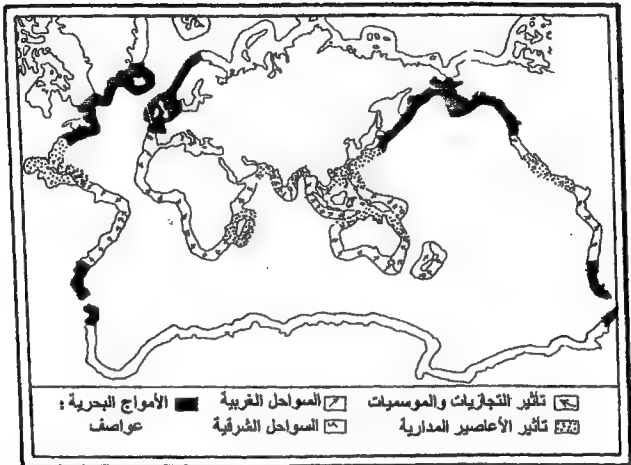 تأثير التجاريات والموسميات السواحل الغربية الأمواج البحرية :
تأثير الأعاصير المدارية السواحل الشرقية عواصف